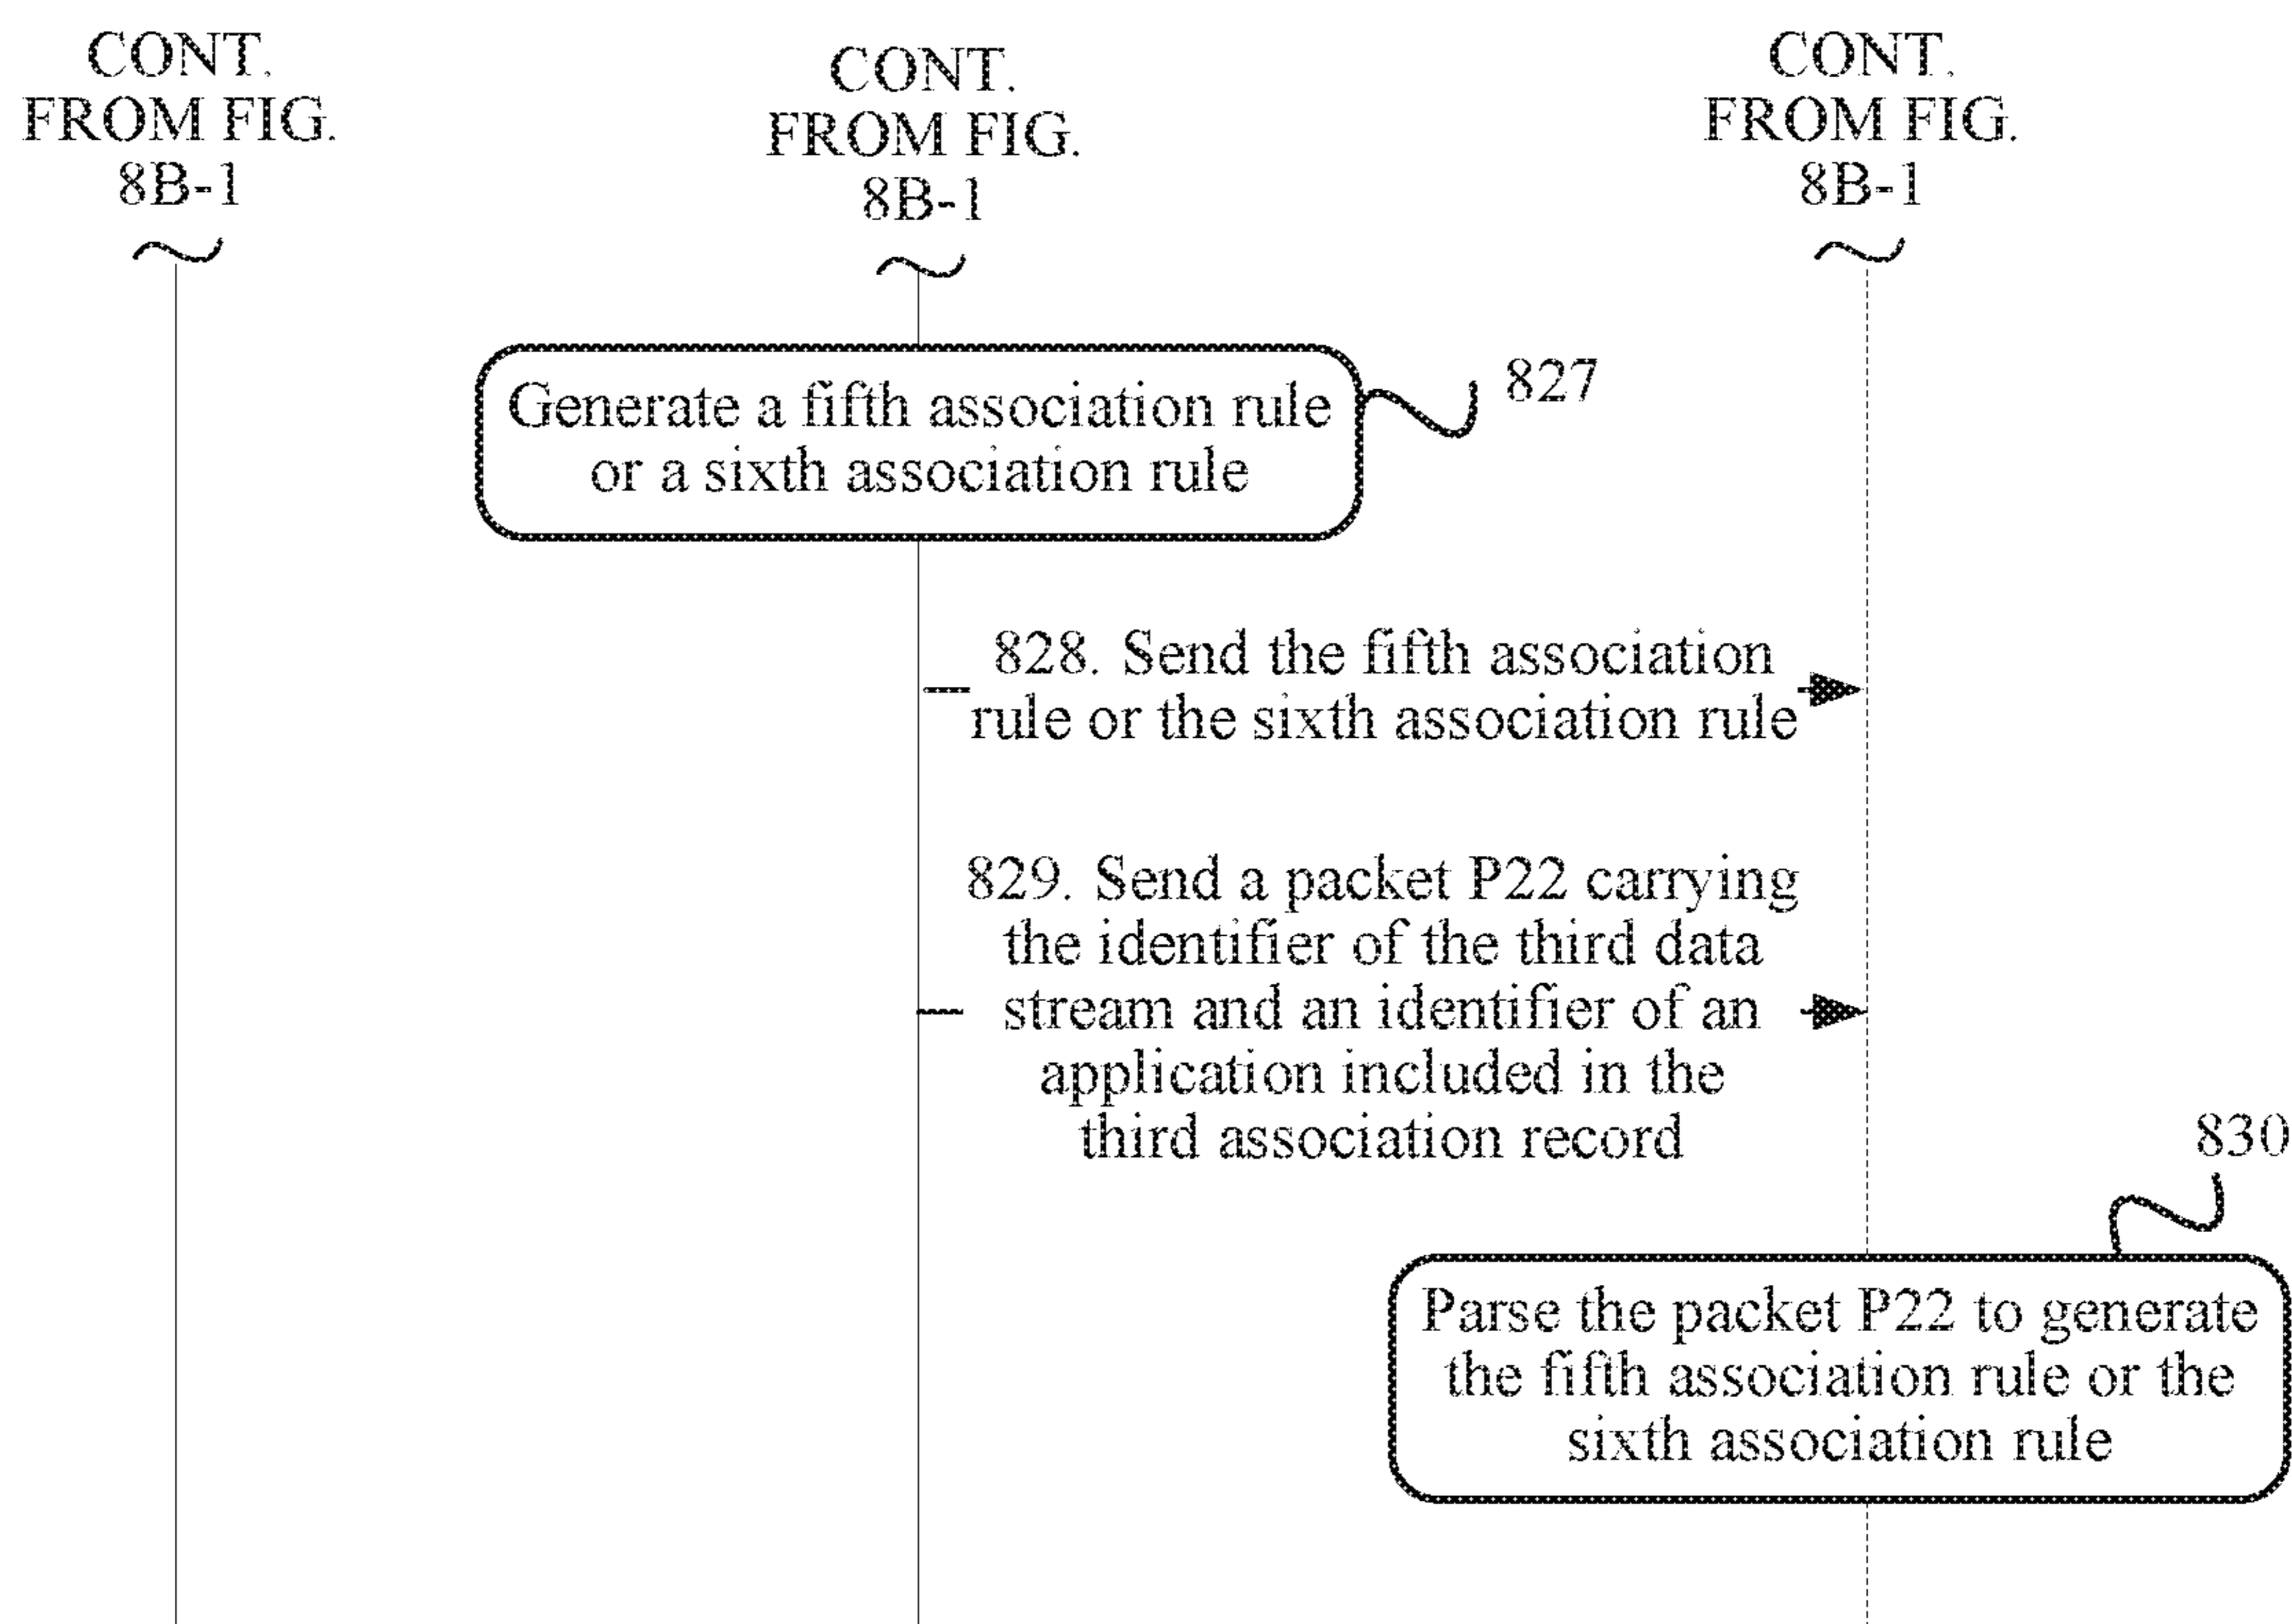 CONT.
FROM FIG.
8B-1
CONT.
FROM FIG.
8B-1
CONT.
FROM FIG.
8B-1
Generate a fifth association rule
or a sixth association rule
827
828. Send the fifth association
rule or the sixth association rule
829. Send a packet P22 carrying
the identifier of the third data
stream and an identifier of an
application included in the
third association record
830
Parse the packet P22 to generate
the fifth association rule or the
sixth association rule